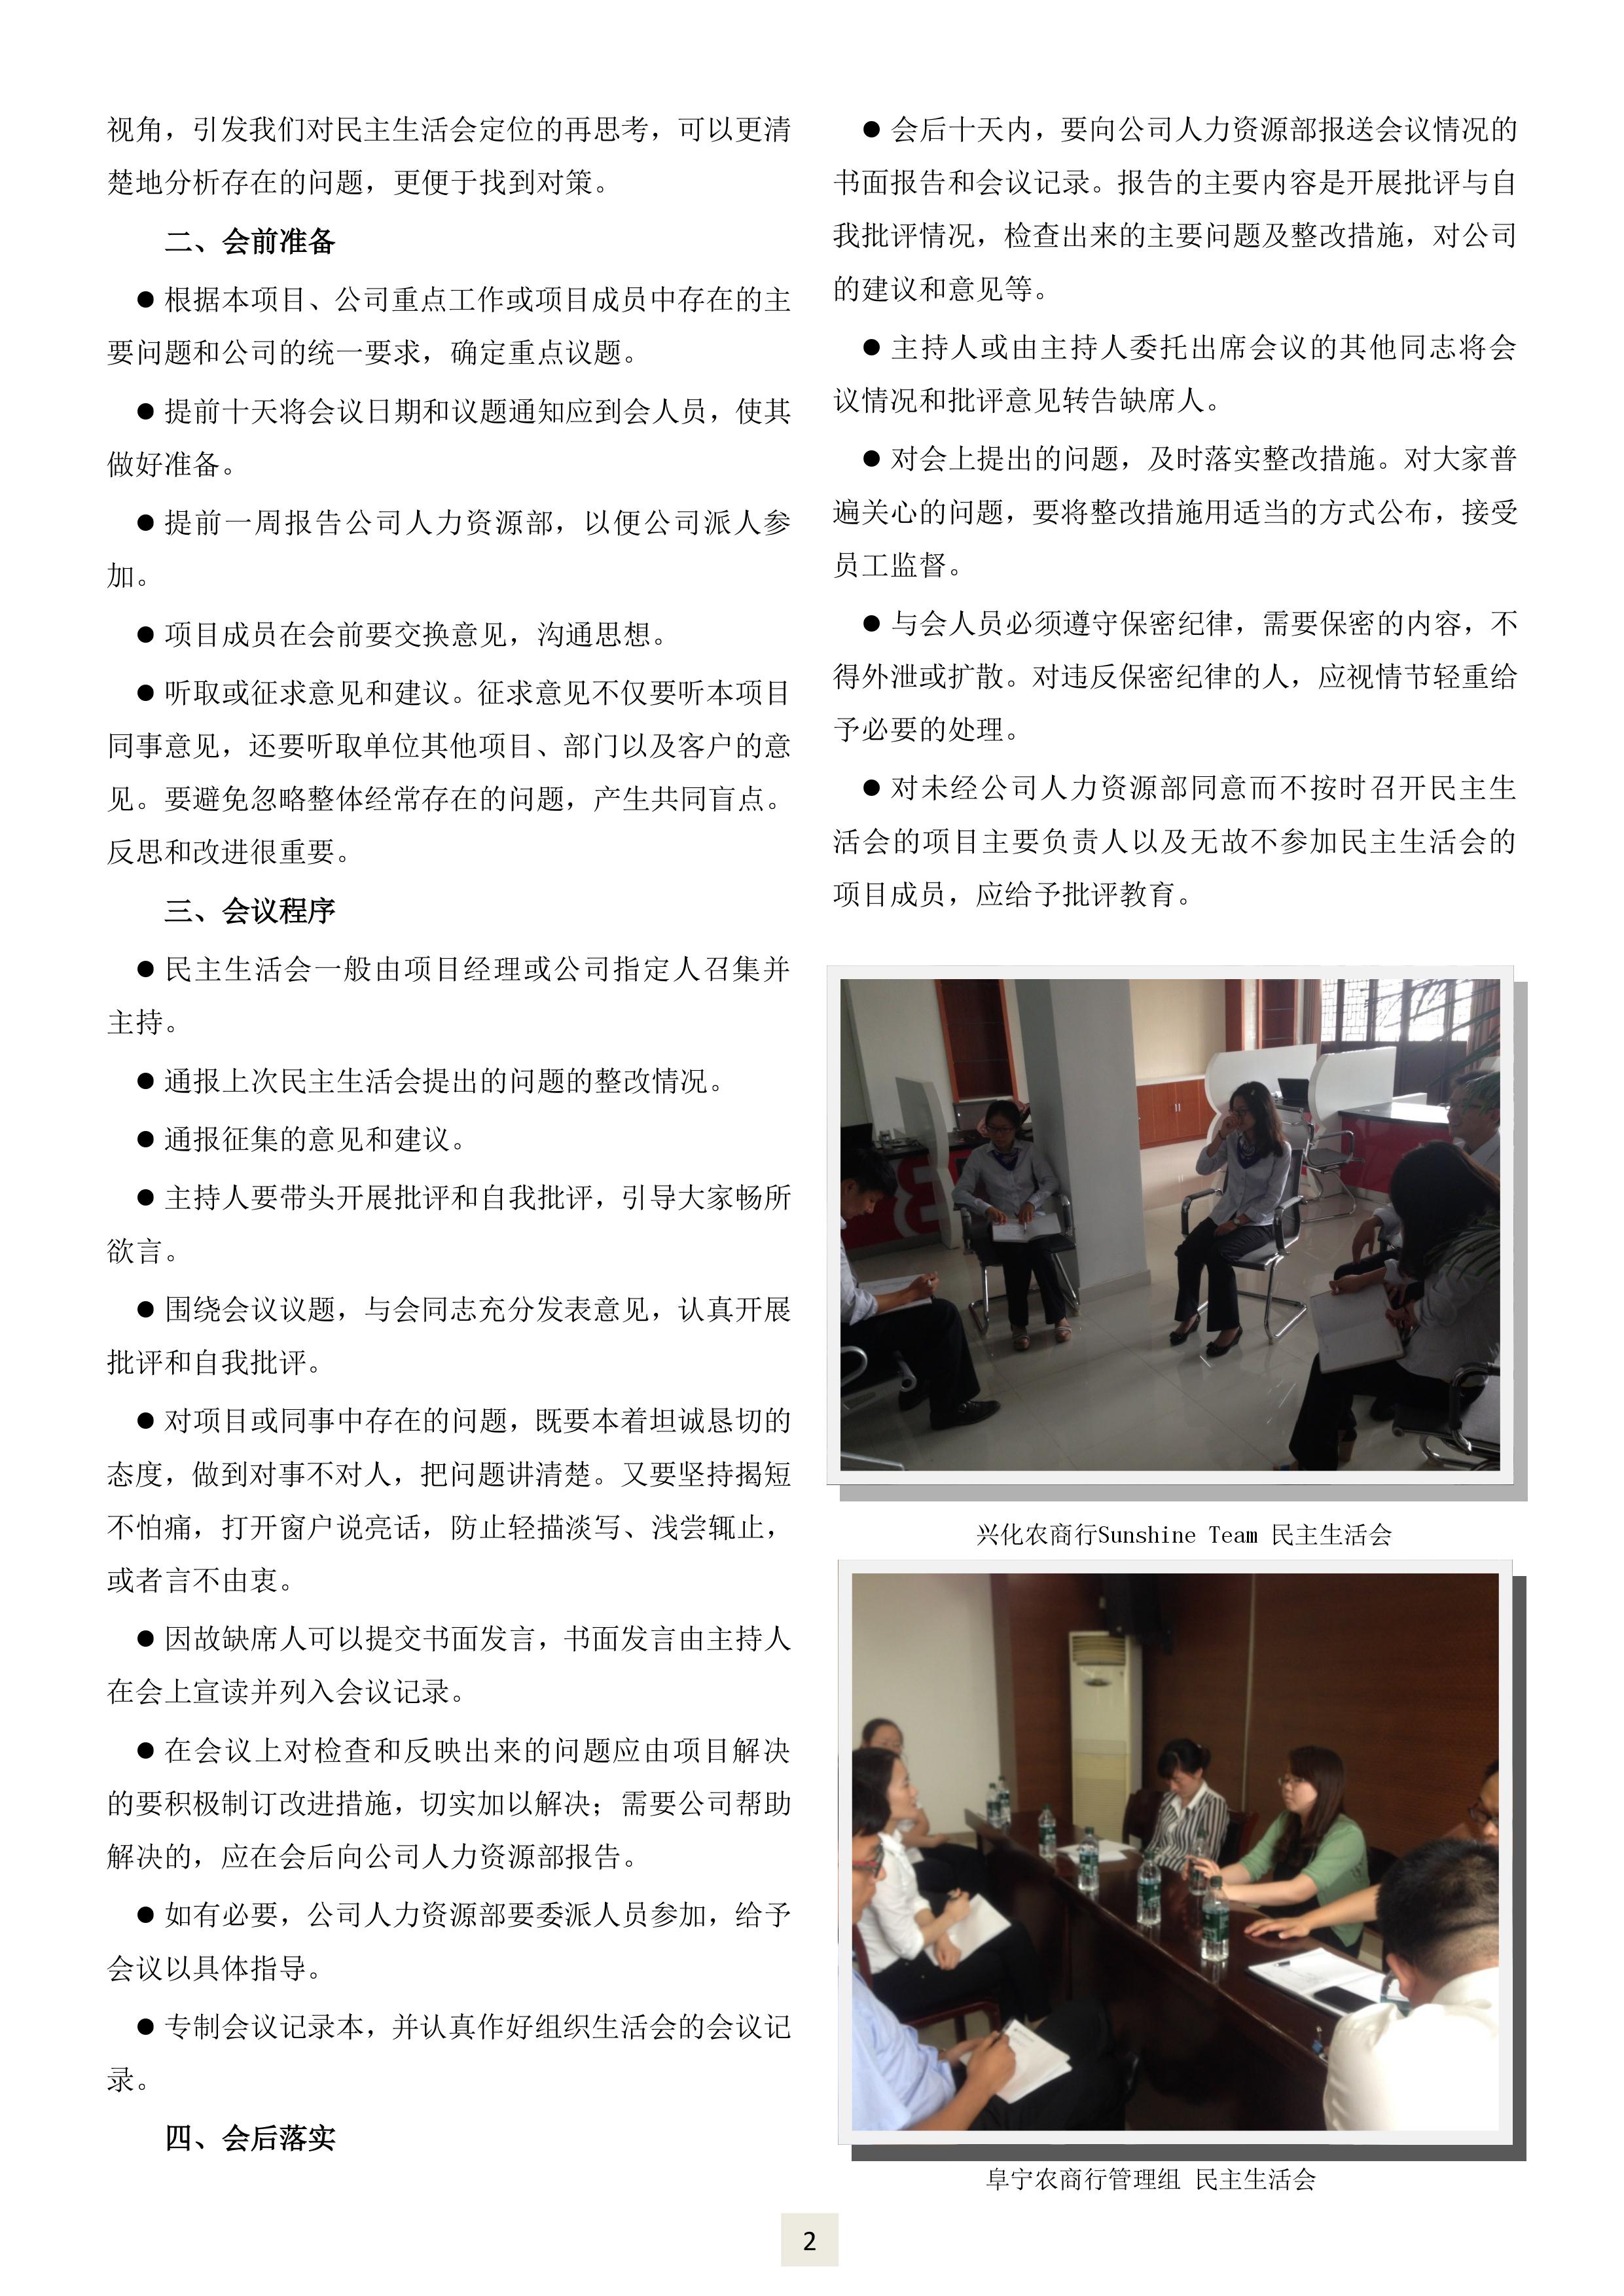 视角，引发我们对民主生活会定位的再思考，可以更清
楚地分析存在的问题，更便于找到对策。
二、会前准备
●根据本项目、公司重点工作或项目成员中存在的主
要问题和公司的统一要求，确定重点议题。
●提前十天将会议日期和议题通知应到会人员，使其
做好准备。
●提前一周报告公司人力资源部，以便公司派人参
加。
●项目成员在会前要交换意见，沟通思想。
●听取或征求意见和建议。征求意见不仅要听本项目
同事意见，还要听取单位其他项目、部门以及客户的意
见。要避免忽略整体经常存在的问题，产生共同盲点。
反思和改进很重要。
三、会议程序
●民主生活会一般由项目经理或公司指定人召集并
主持。
●通报上次民主生活会提出的问题的整改情况。
●通报征集的意见和建议。
●主持人要带头开展批评和自我批评，引导大家畅所
欲言。
●围绕会议议题，与会同志充分发表意见，认真开展
批评和自我批评。
●对项目或同事中存在的问题，既要本着坦诚恳切的
态度，做到对事不对人，把问题讲清楚。又要坚持揭短
不怕痛，打开窗户说亮话，防止轻描淡写、浅尝辄止，
或者言不由衷。
●因故缺席人可以提交书面发言，书面发言由主持人
在会上宣读并列入会议记录。
●在会议上对检查和反映出来的问题应由项目解决
的要积极制订改进措施，切实加以解决；需要公司帮助
解决的，应在会后向公司人力资源部报告。
●如有必要，公司人力资源部要委派人员参加，给予
会议以具体指导。
●专制会议记录本，并认真作好组织生活会的会议记
录。
四、会后落实
●会后十天内，要向公司人力资源部报送会议情况的
书面报告和会议记录。报告的主要内容是开展批评与自
我批评情况，检查出来的主要问题及整改措施，对公司
的建议和意见等。
●主持人或由主持人委托出席会议的其他同志将会
议情况和批评意见转告缺席人。
●对会上提出的问题，及时落实整改措施。对大家普
遍关心的问题，要将整改措施用适当的方式公布，接受
员工监督。
●与会人员必须遵守保密纪律，需要保密的内容，不
得外泄或扩散。对违反保密纪律的人，应视情节轻重给
予必要的处理。
●对未经公司人力资源部同意而不按时召开民主生
活会的项目主要负责人以及无故不参加民主生活会的
项目成员，应给予批评教育。
兴化农商行Sunshine Team 民主生活会
阜宁农商行管理组 民主生活会
2